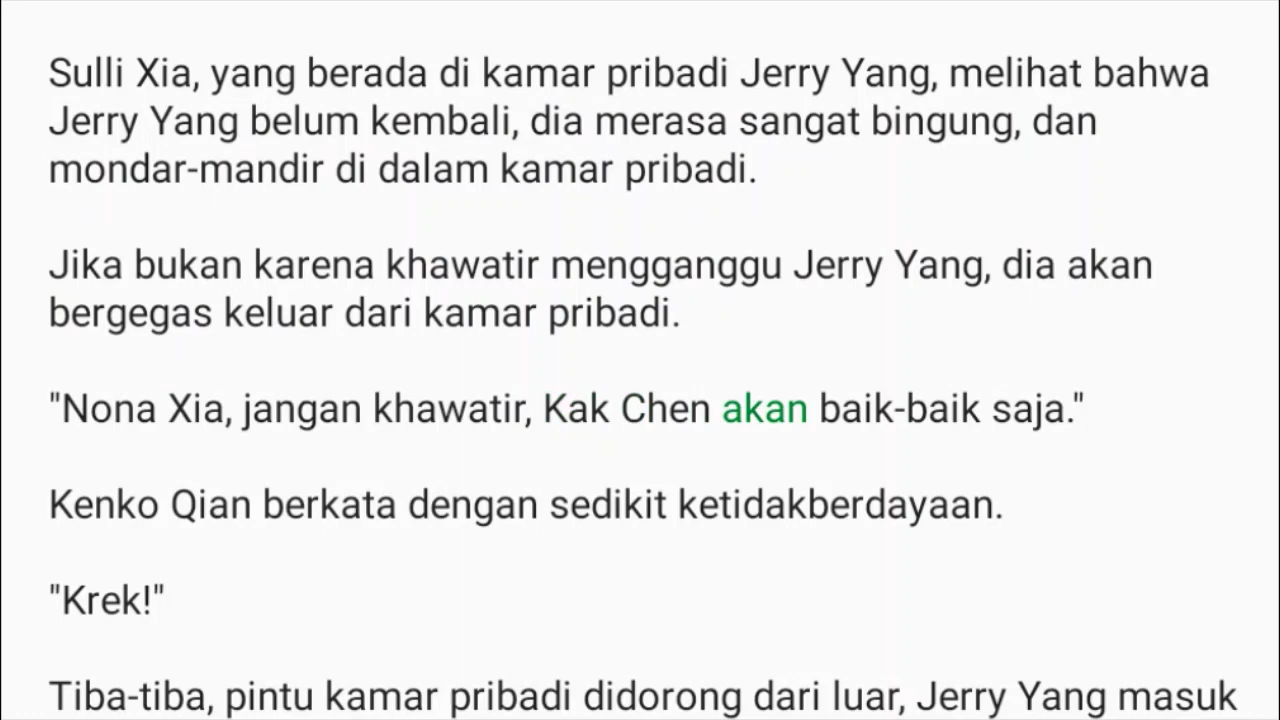 Sulli Xia, yang berada di kamar pribadi Jerry Yang, melihat bahwa
Jerry Yang belum kembali, dia merasa sangat bingung, dan
mondar-mandir di dalam kamar pribadi.
Jika bukan karena khawatir mengganggu Jerry Yang, dia akan
bergegas keluar dari kamar pribadi.
"Nona Xia, jangan khawatir, Kak Chen akan baik-baik saja."
Kenko Qian berkata dengan sedikit ketidakberdayaan.
"Krek!"
Tiba-tiba, pintu kamar pribadi didorong dari luar, Jerry Yang masuk